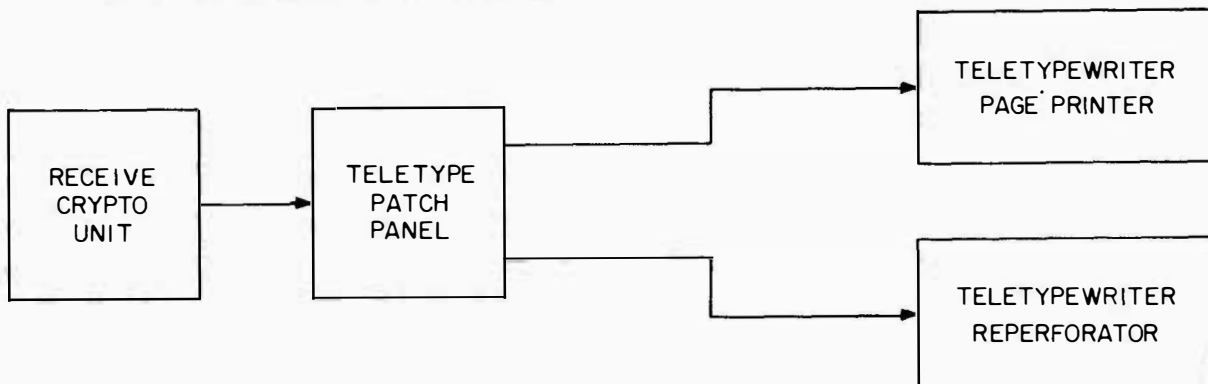 RECEIVE
CRYPTO
UNIT
TELETYPE
PATCH
PANEL
TELETYPEWRITER
PAGE PRINTER
TELETYPEWRITER
REPERFORATOR